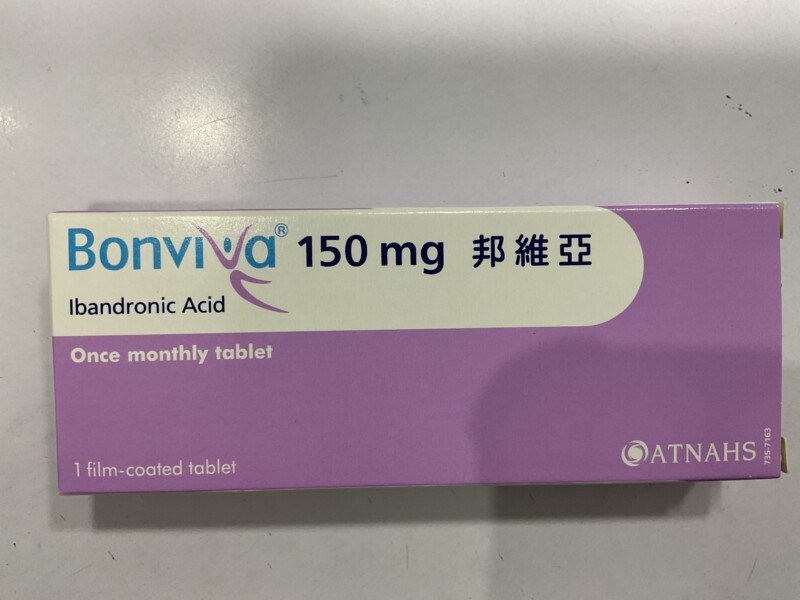 Bonviva® 150 mg 邦維亞
Ibandronic Acid
Once monthly tablet
1 film-coated tablet
ATNAHS
735-7163